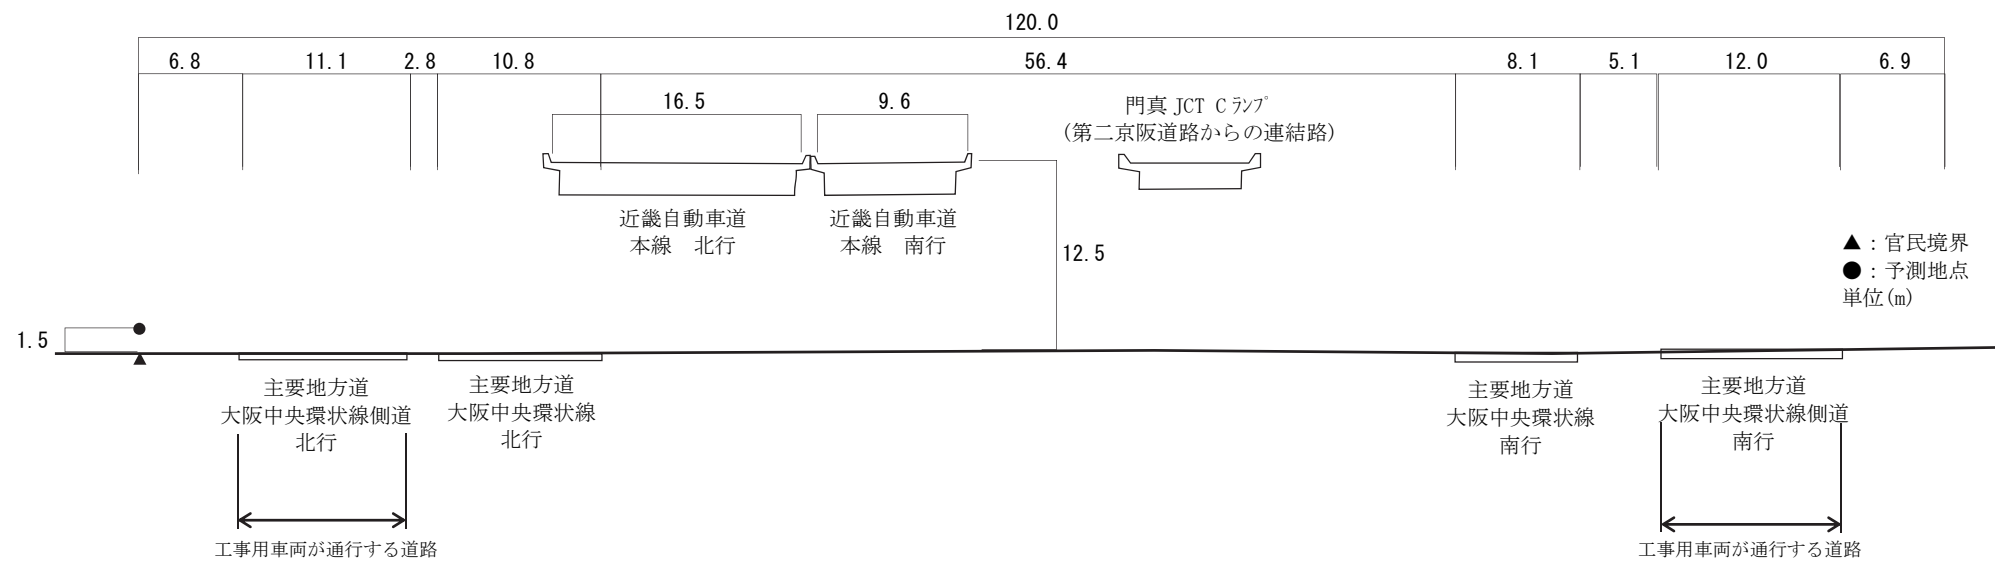 120.0
6.8 11.1 2.8 10.8 56.4 8.1 5.1 12.0 6.9
16.5 9.6
門真 JCT C ﾗﾝﾌﾟ
(第二京阪道路からの連結路)
近畿自動車道
本線 北行
近畿自動車道
本線 南行
12.5
▲：官民境界
●：予測地点
単位(m)
1.5
主要地方道
大阪中央環状線側道
北行
主要地方道
大阪中央環状線
北行
主要地方道
大阪中央環状線
南行
主要地方道
大阪中央環状線側道
南行
工事用車両が通行する道路
工事用車両が通行する道路